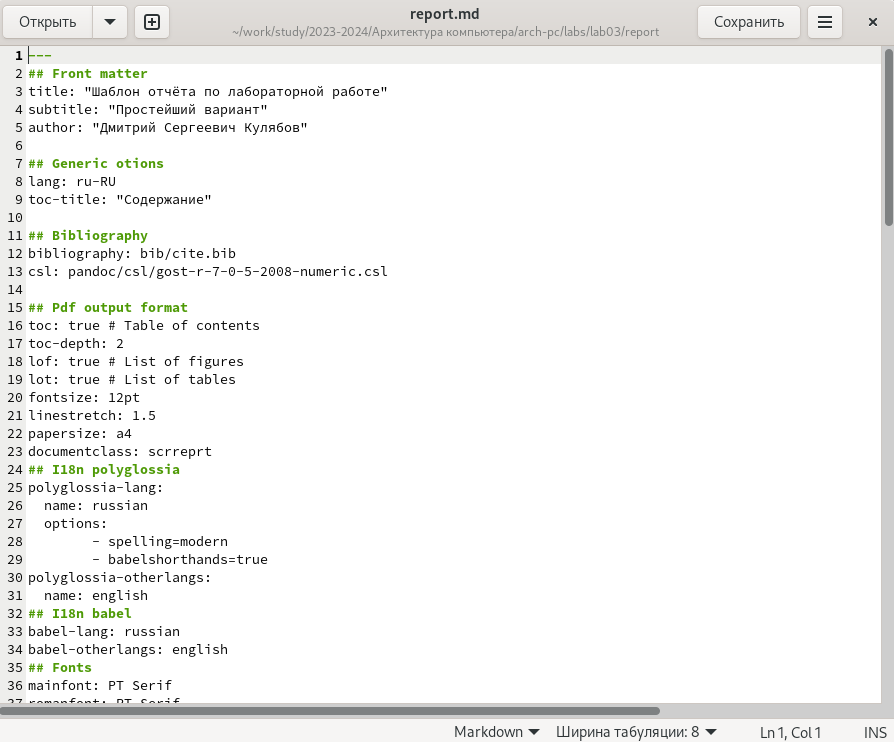 Открыть
report.md
~/work/study/2023-2024/Архитектура компьютера/arch-pc/labs/lab03/report
Сохранить
1 ---
2 ## Front matter
3 title: "Шаблон отчёта по лабораторной работе"
4 subtitle: "Простейший вариант"
5 author: "Дмитрий Сергеевич Кулябов"
6
7 ## Generic otions
8 lang: ru-RU
9 toc-title: "Содержание"
10
11 ## Bibliography
12 bibliography: bib/cite.bib
13 csl: pandoc/csl/gost-r-7-0-5-2008-numeric.csl
14
15 ## Pdf output format
16 toc: true # Table of contents
17 toc-depth: 2
18 lof: true # List of figures
19 lot: true # List of tables
20 fontsize: 12pt
21 linestretch: 1.5
22 papersize: a4
23 documentclass: scrreprt
24 ## I18n polyglossia
25 polyglossia-lang:
26   name: russian
27   options:
28         - spelling=modern
29         - babelshorthands=true
30 polyglossia-otherlangs:
31   name: english
32 ## I18n babel
33 babel-lang: russian
34 babel-otherlangs: english
35 ## Fonts
36 mainfont: PT Serif
37 romanfont: PT Serif
Markdown
Ширина табуляции: 8
Ln 1, Col 1
INS